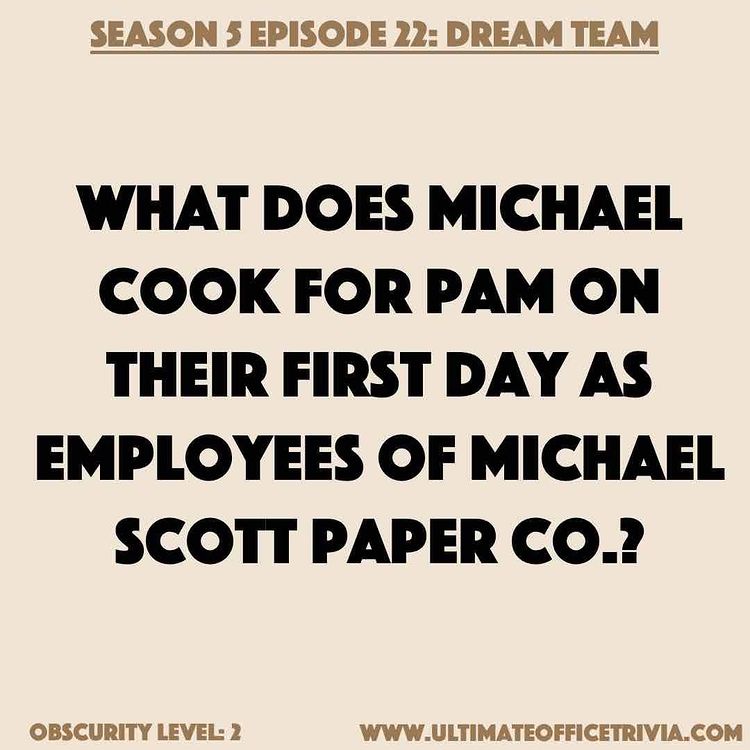 SEASON 5 EPISODE 22: DREAM TEAM
WHAT DOES MICHAEL
COOK FOR PAM ON
THEIR FIRST DAY AS
EMPLOYEES OF MICHAEL
SCOTT PAPER CO.?
OBSCURITY LEVEL: 2
WWW.ULTIMATEOFFICETRIVIA.COM